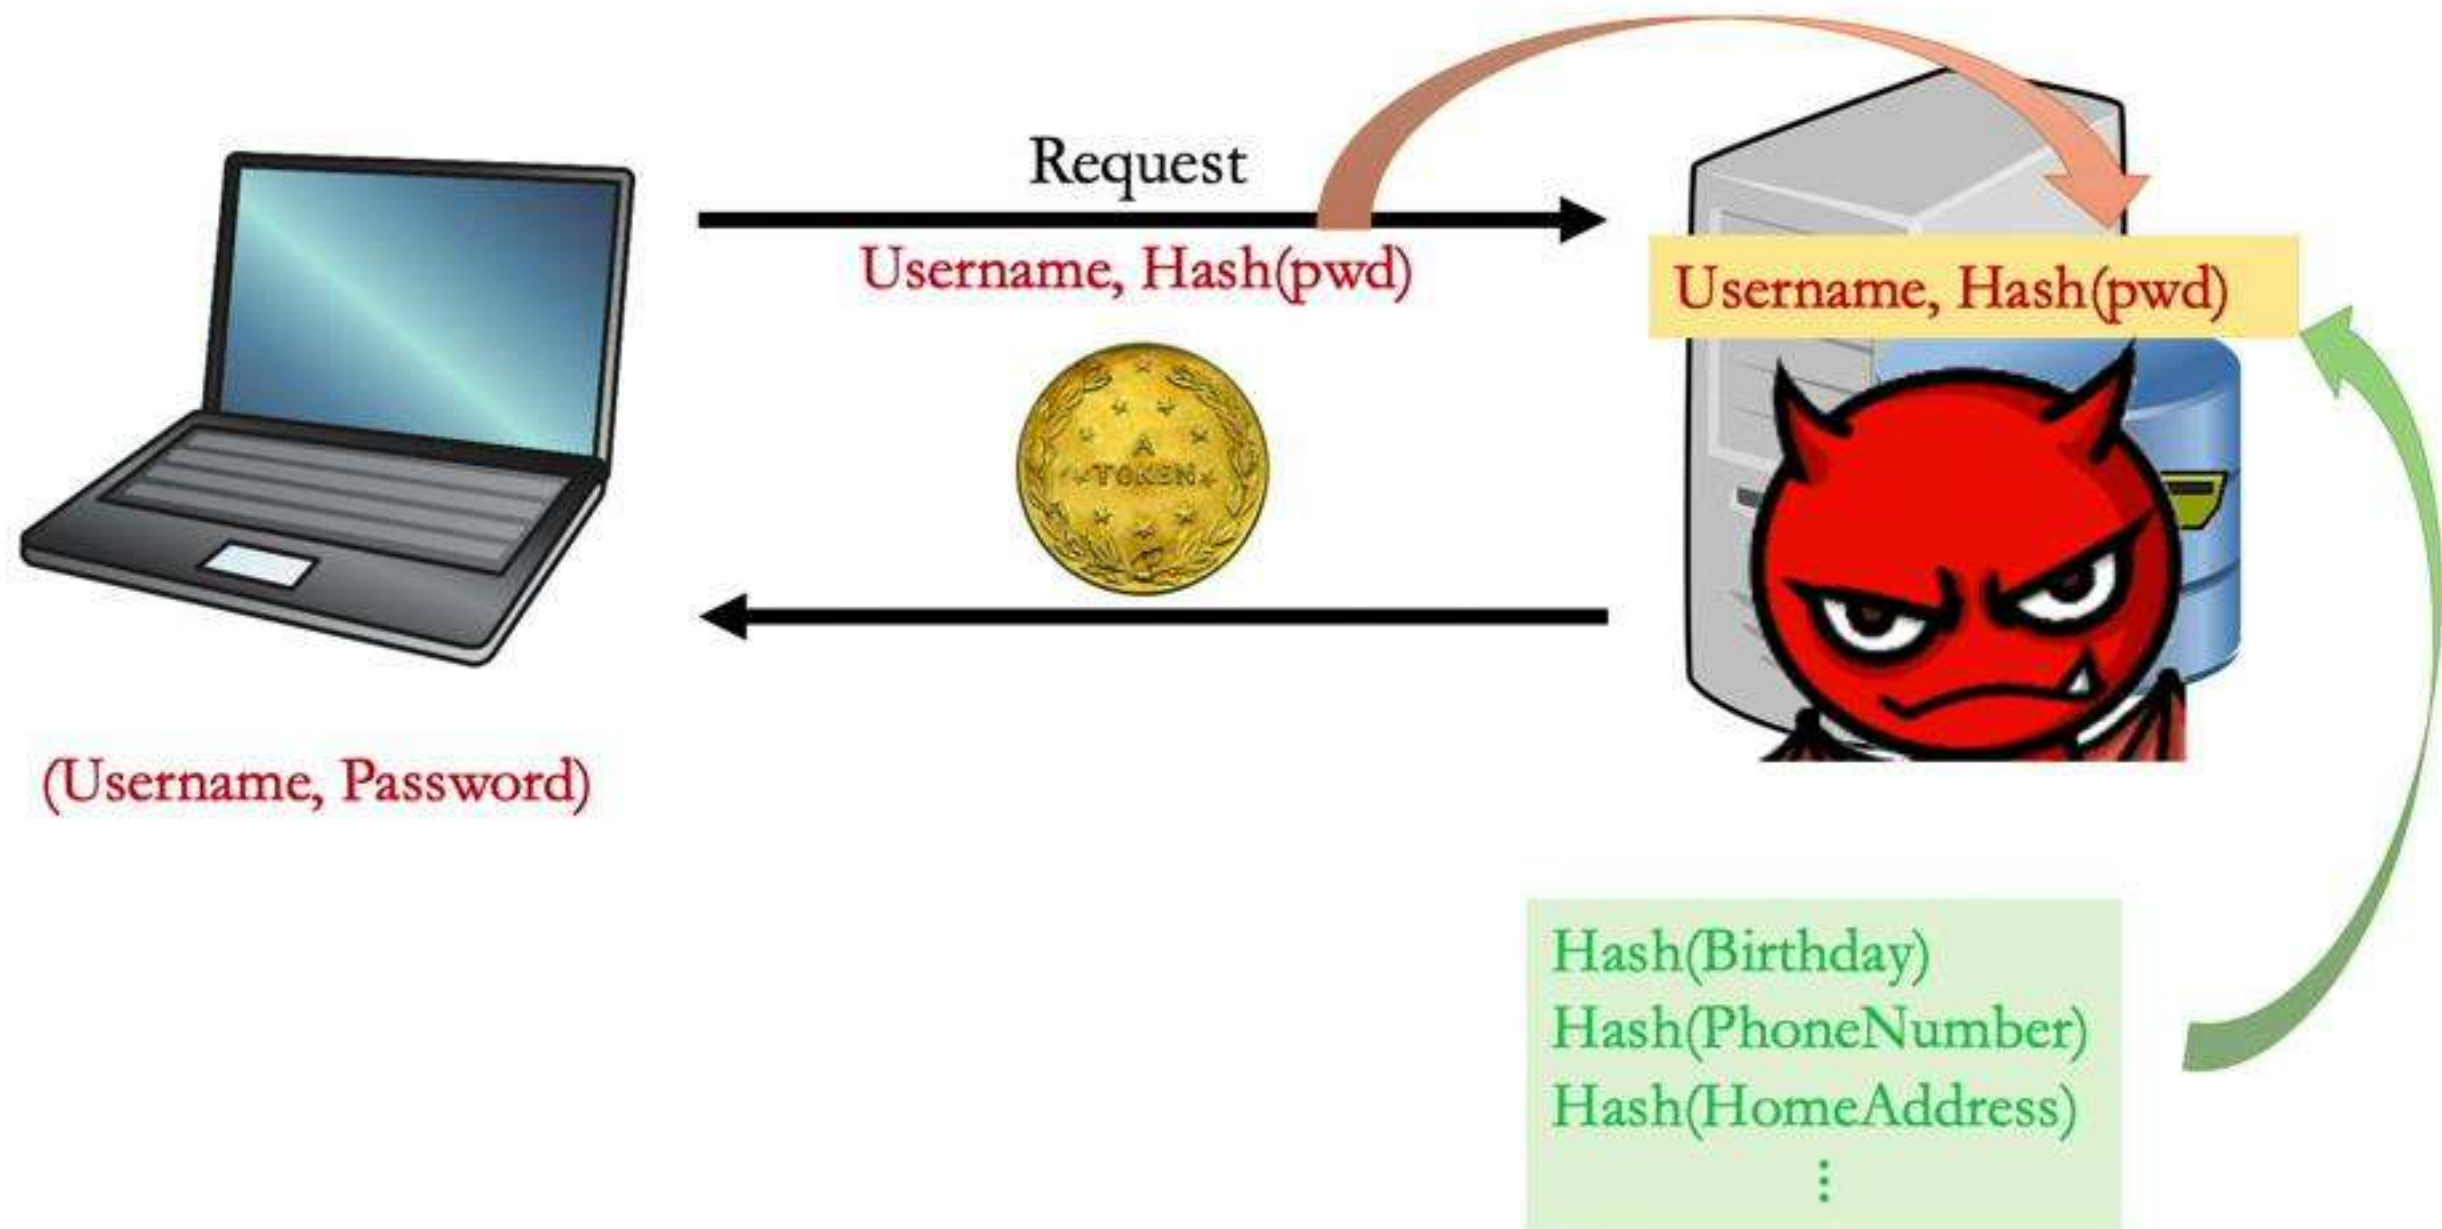 Request
Username, Hash(pwd)
Username, Hash(pwd)
A
TOKEN
(Username, Password)
Hash(Birthday)
Hash(PhoneNumber)
Hash(HomeAddress)
⋮